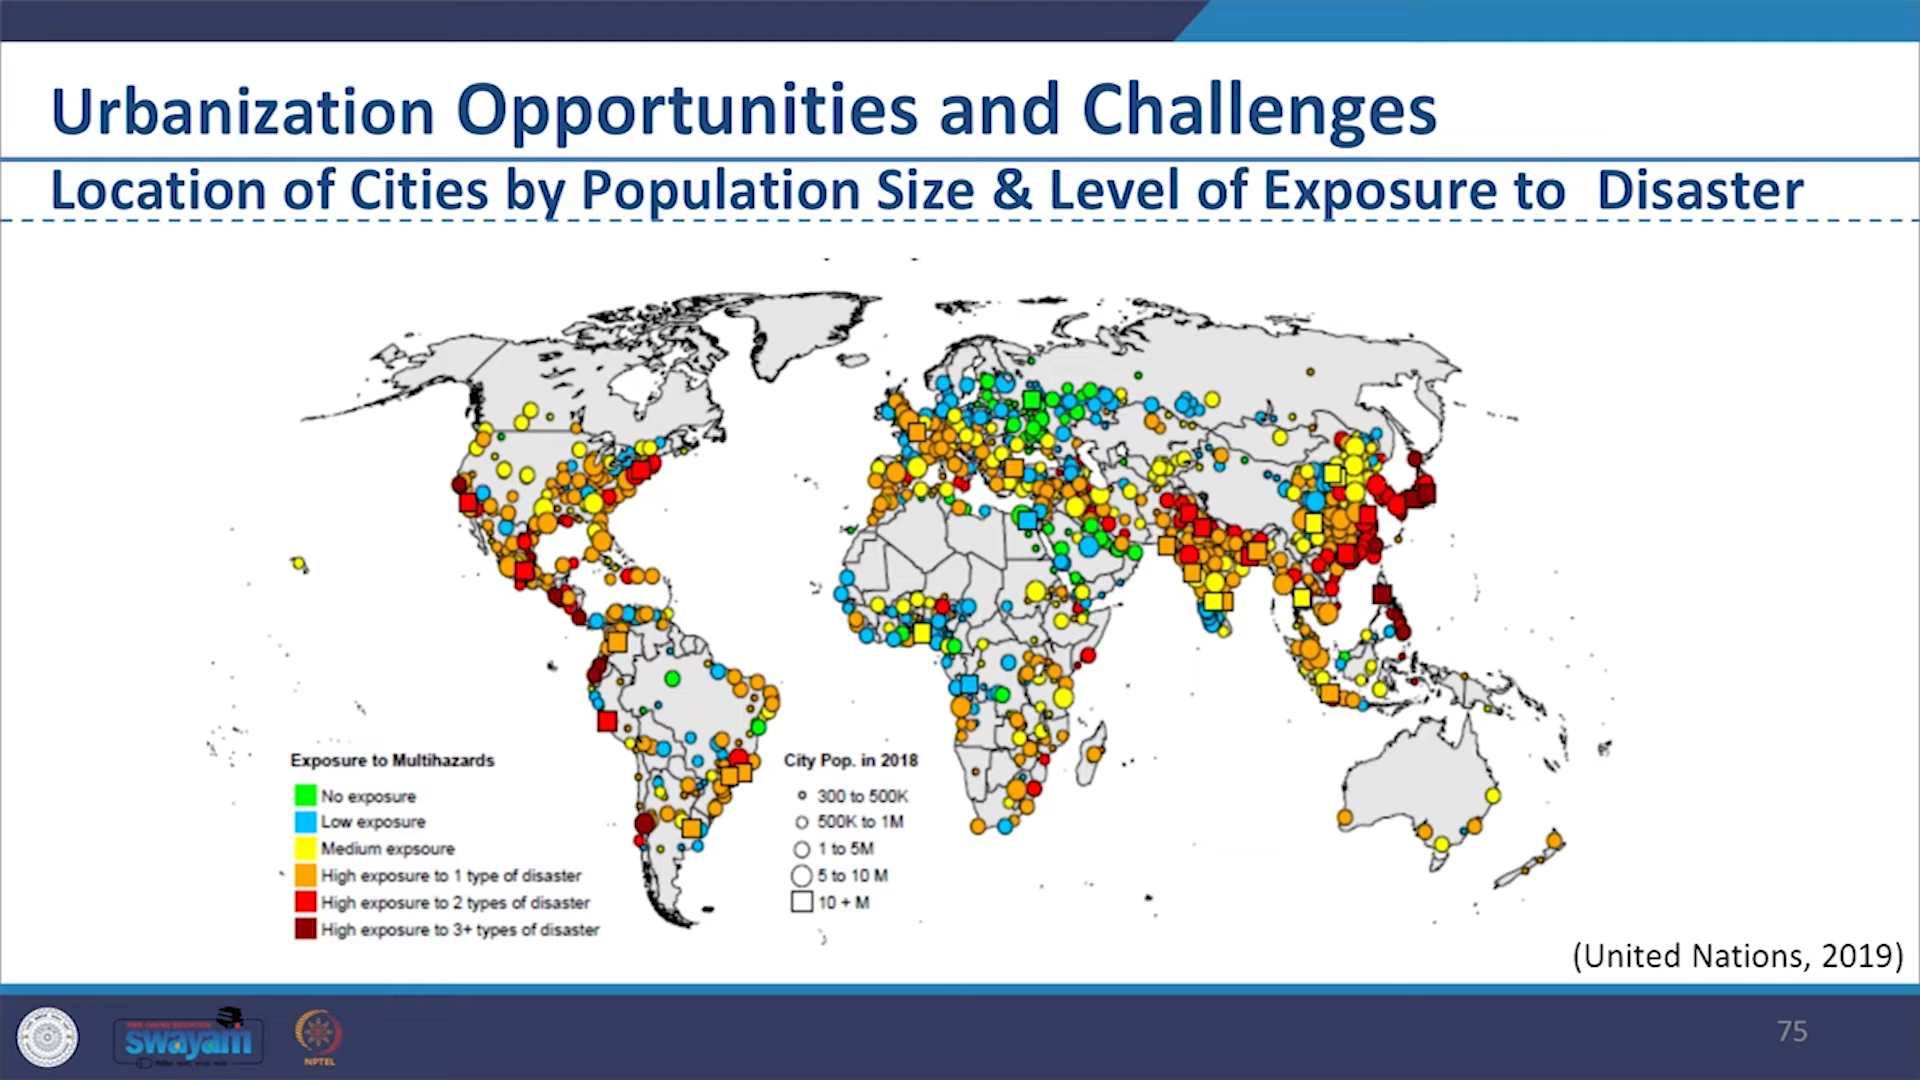 Urbanization Opportunities and Challenges
Location of Cities by Population Size & Level of Exposure to Disaster
Exposure to Multihazards
No exposure
Low exposure
Medium expsoure
High exposure to 1 type of disaster
High exposure to 2 types of disaster
High exposure to 3+ types of disaster
City Pop. in 2018
300 to 500K
500K to 1M
1 to 5M
5 to 10 M
10 + M
(United Nations, 2019)
swayam
NPTEL
75